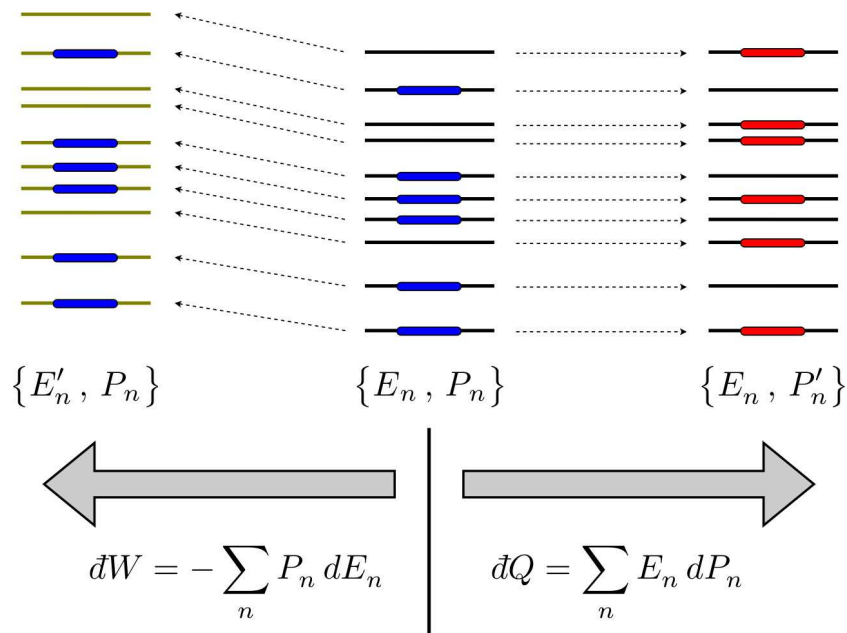 {E′ₙ , Pₙ} {Eₙ , Pₙ} {Eₙ , P′ₙ}
đW = − ∑ₙ Pₙ dEₙ
đQ = ∑ₙ Eₙ dPₙ